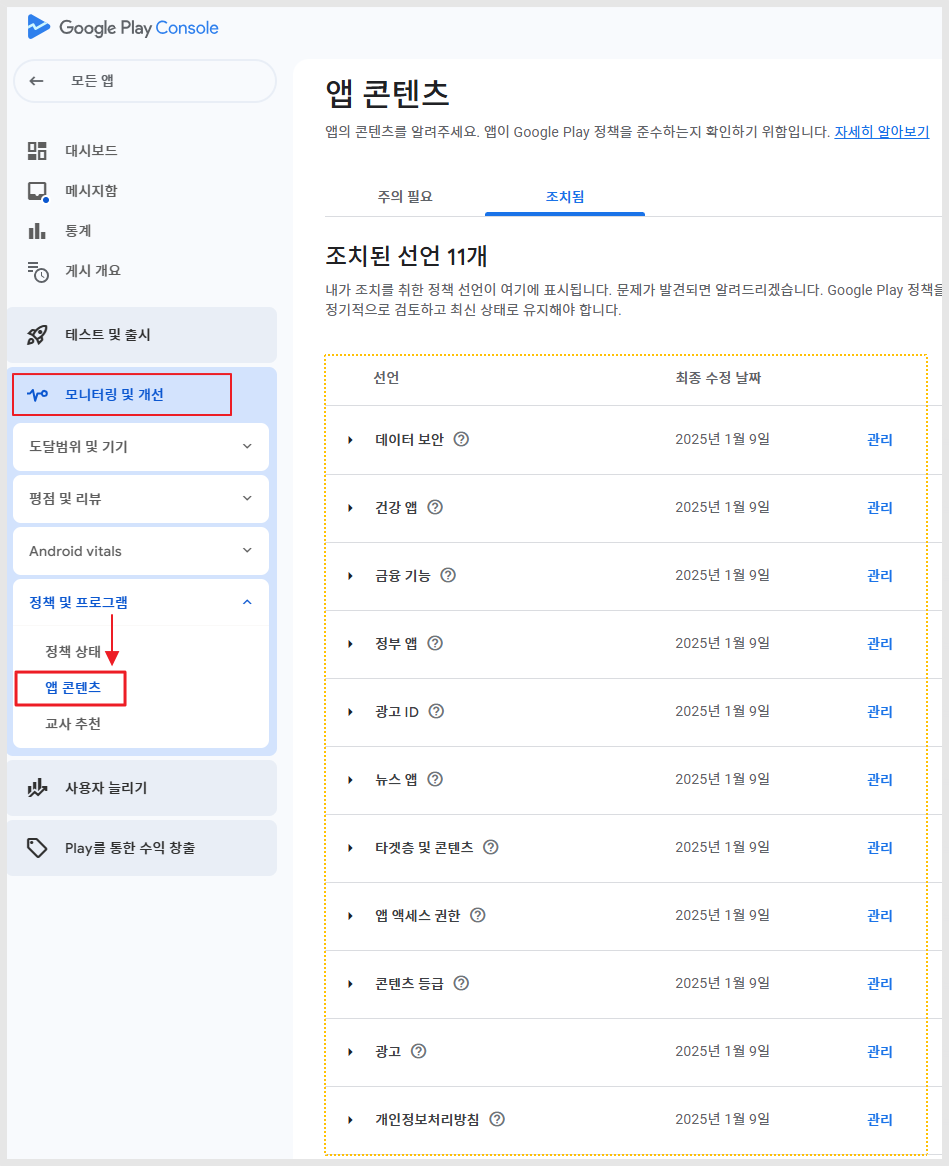 Google Play Console
모든 앱
대시보드
메시지함
통계
게시 개요
테스트 및 출시
모니터링 및 개선
도달범위 및 기기
평점 및 리뷰
Android vitals
정책 및 프로그램
정책 상태
앱 콘텐츠
교사 추천
사용자 늘리기
Play를 통한 수익 창출
앱 콘텐츠
앱의 콘텐츠를 알려주세요. 앱이 Google Play 정책을 준수하는지 확인하기 위함입니다. 자세히 알아보기
주의 필요 조치됨
조치된 선언 11개
내가 조치를 취한 정책 선언이 여기에 표시됩니다. 문제가 발견되면 알려드리겠습니다. Google Play 정책을
정기적으로 검토하고 최신 상태로 유지해야 합니다.
선언 최종 수정 날짜
데이터 보안 2025년 1월 9일 관리
건강 앱 2025년 1월 9일 관리
금융 기능 2025년 1월 9일 관리
정부 앱 2025년 1월 9일 관리
광고 ID 2025년 1월 9일 관리
뉴스 앱 2025년 1월 9일 관리
타겟층 및 콘텐츠 2025년 1월 9일 관리
앱 액세스 권한 2025년 1월 9일 관리
콘텐츠 등급 2025년 1월 9일 관리
광고 2025년 1월 9일 관리
개인정보처리방침 2025년 1월 9일 관리